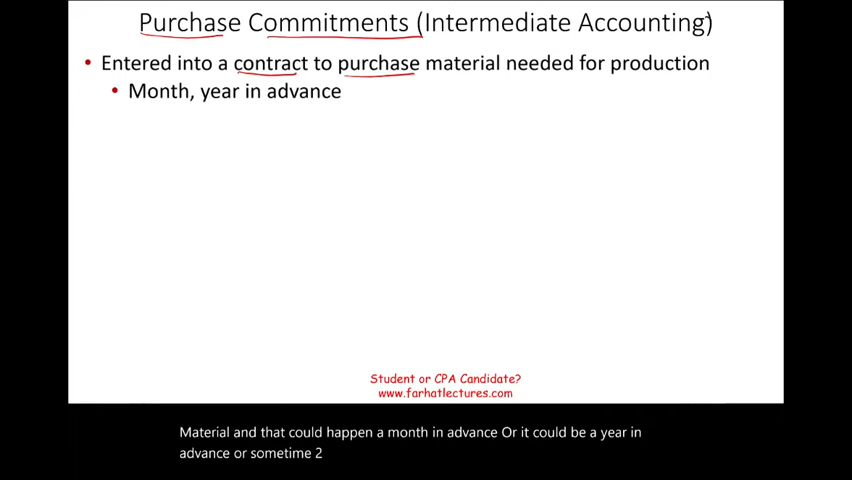 Purchase Commitments (Intermediate Accounting)
• Entered into a contract to purchase material needed for production
• Month, year in advance
Student or CPA Candidate?
www.farhatlectures.com
Material and that could happen a month in advance Or it could be a year in
advance or sometime 2